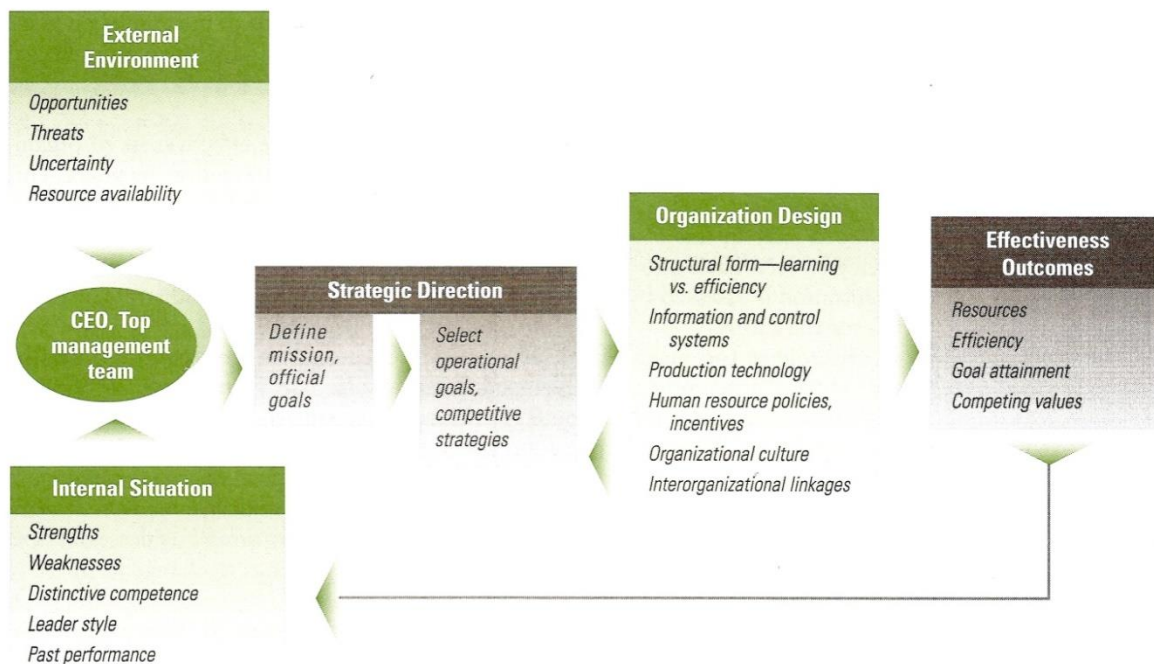 External
Environment
Opportunities
Threats
Uncertainty
Resource availability
CEO, Top
management
team
Internal Situation
Strengths
Weaknesses
Distinctive competence
Leader style
Past performance
Strategic Direction
Define
mission,
official
goals
Select
operational
goals,
competitive
strategies
Organization Design
Structural form—learning
vs. efficiency
Information and control
systems
Production technology
Human resource policies,
incentives
Organizational culture
Interorganizational linkages
Effectiveness
Outcomes
Resources
Efficiency
Goal attainment
Competing values